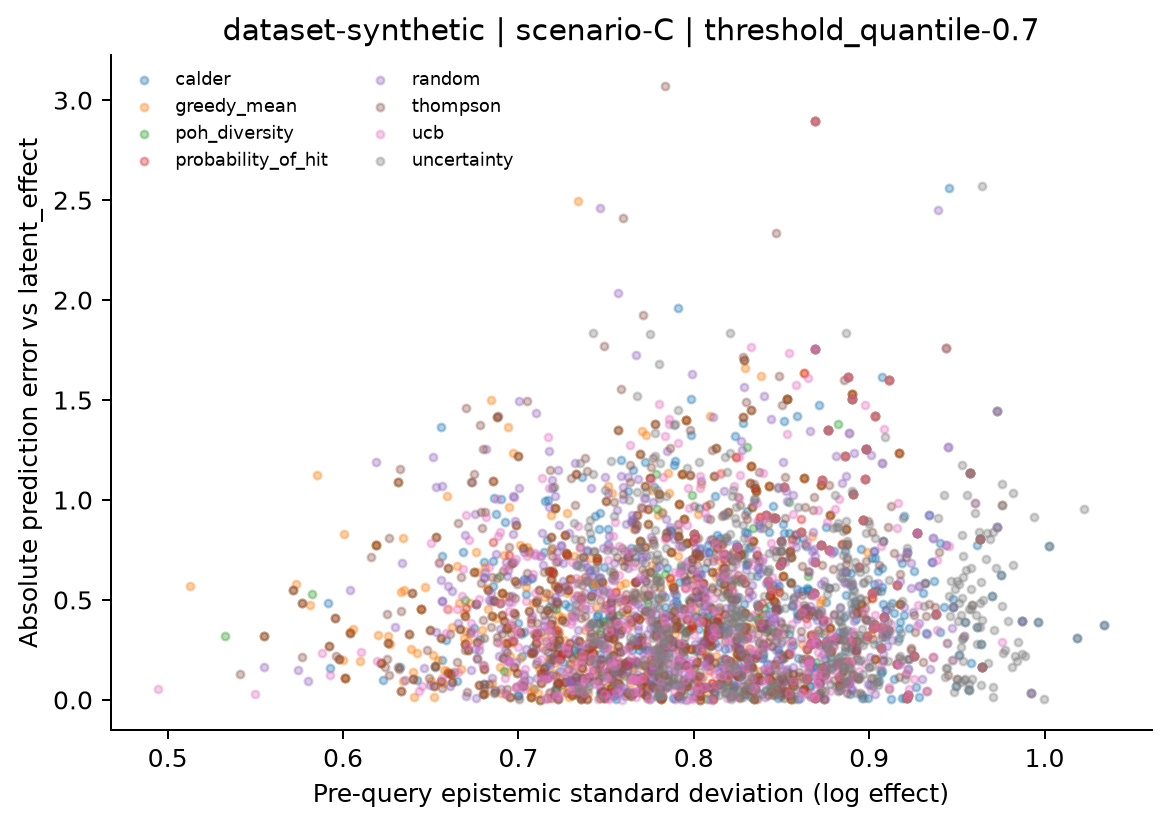 dataset-synthetic | scenario-C | threshold_quantile-0.7
calder
greedy_mean
poh_diversity
probability_of_hit
random
thompson
ucb
uncertainty
Absolute prediction error vs latent_effect
3.0
2.5
2.0
1.5
1.0
0.5
0.0
0.5 0.6 0.7 0.8 0.9 1.0
Pre-query epistemic standard deviation (log effect)